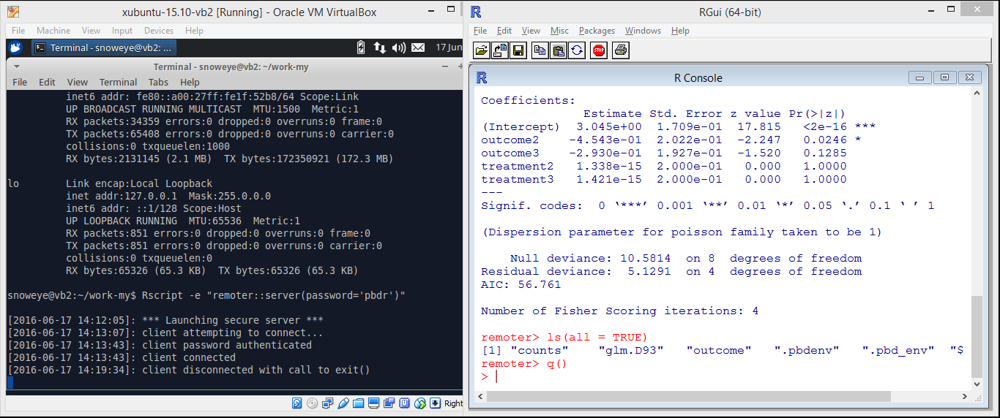 xubuntu-15.10-vb2 [Running] - Oracle VM VirtualBox
File Machine View Input Devices Help
Terminal - snoweye@vb2: ... 17 Jun
Terminal - snoweye@vb2: ~/work-my
File Edit View Terminal Tabs Help
inet6 addr: fe80::a00:27ff:fe1f:52b8/64 Scope:Link
UP BROADCAST RUNNING MULTICAST  MTU:1500  Metric:1
RX packets:34359 errors:0 dropped:0 overruns:0 frame:0
TX packets:65408 errors:0 dropped:0 overruns:0 carrier:0
collisions:0 txqueuelen:1000
RX bytes:2131145 (2.1 MB)  TX bytes:172350921 (172.3 MB)
lo        Link encap:Local Loopback
inet addr:127.0.0.1  Mask:255.0.0.0
inet6 addr: ::1/128 Scope:Host
UP LOOPBACK RUNNING  MTU:65536  Metric:1
RX packets:851 errors:0 dropped:0 overruns:0 frame:0
TX packets:851 errors:0 dropped:0 overruns:0 carrier:0
collisions:0 txqueuelen:0
RX bytes:65326 (65.3 KB)  TX bytes:65326 (65.3 KB)
snoweye@vb2:~/work-my$ Rscript -e "remoter::server(password='pbdr')"
[2016-06-17 14:12:05]: *** Launching secure server ***
[2016-06-17 14:13:07]: client attempting to connect...
[2016-06-17 14:13:43]: client password authenticated
[2016-06-17 14:13:43]: client connected
[2016-06-17 14:19:34]: client disconnected with call to exit()
Right
RGui (64-bit)
File Edit View Misc Packages Windows Help
STOP
R Console
Coefficients:
Estimate Std. Error z value Pr(>|z|)
(Intercept)  3.045e+00  1.709e-01  17.815   <2e-16 ***
outcome2    -4.543e-01  2.022e-01  -2.247   0.0246 *
outcome3    -2.930e-01  1.927e-01  -1.520   0.1285
treatment2   1.338e-15  2.000e-01   0.000   1.0000
treatment3   1.421e-15  2.000e-01   0.000   1.0000
---
Signif. codes:  0 ‘***’ 0.001 ‘**’ 0.01 ‘*’ 0.05 ‘.’ 0.1 ‘ ’ 1
(Dispersion parameter for poisson family taken to be 1)
Null deviance: 10.5814  on 8  degrees of freedom
Residual deviance:  5.1291  on 4  degrees of freedom
AIC: 56.761
Number of Fisher Scoring iterations: 4
remoter> ls(all = TRUE)
[1] "counts"    "glm.D93"   "outcome"   ".pbdenv"   ".pbd_env"  "$
remoter> q()
>